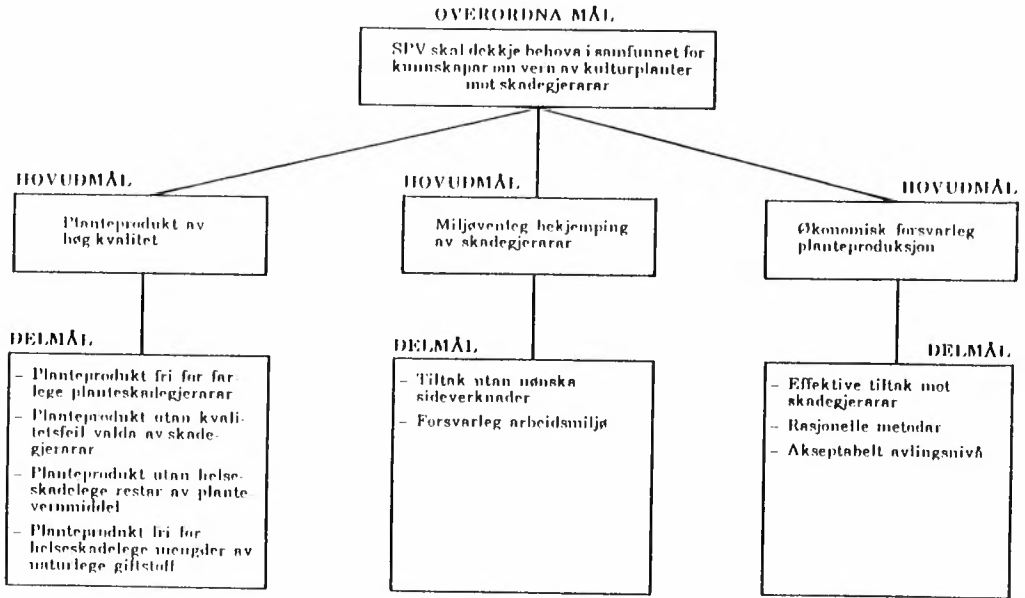 OVERORDNA MÅL
SPV skal dekkje behova i samfunnet for
kunnskapar om vern av kulturplanter
mot skadegjerarar
HOVUDMÅL
Planteprodukt av
høg kvalitet
DELMÅL
– Planteprodukt fri for far-
lege planteskadegjerarar
– Planteprodukt utan kvali-
tetsfeil valda av skade-
gjerarar
– Planteprodukt utan helse-
skadelege restar av plante-
vernmiddel
– Planteprodukt fri for
helseskadelege mengder av
naturlege giftstoff
HOVUDMÅL
Miljøvenleg bekjemping
av skadegjerarar
DELMÅL
– Tiltak utan uønska
sideverknader
– Forsvarleg arbeidsmiljø
HOVUDMÅL
Økonomisk forsvarleg
planteproduksjon
DELMÅL
– Effektive tiltak mot
skadegjerarar
– Rasjonelle metodar
– Akseptabelt avlingsnivå